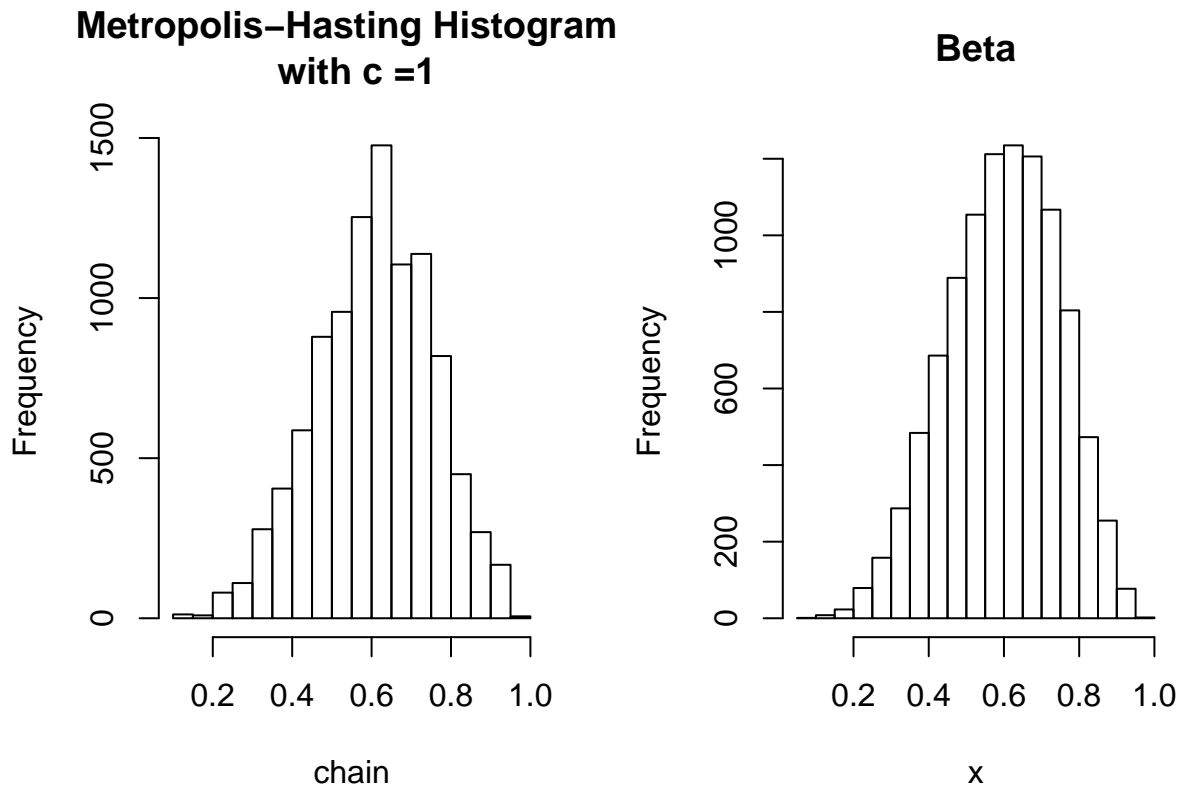 Metropolis−Hasting Histogram
with c =1
Frequency
0
500
1000
1500
0.2 0.4 0.6 0.8 1.0
chain
Beta
Frequency
0
200
600
1000
0.2 0.4 0.6 0.8 1.0
x